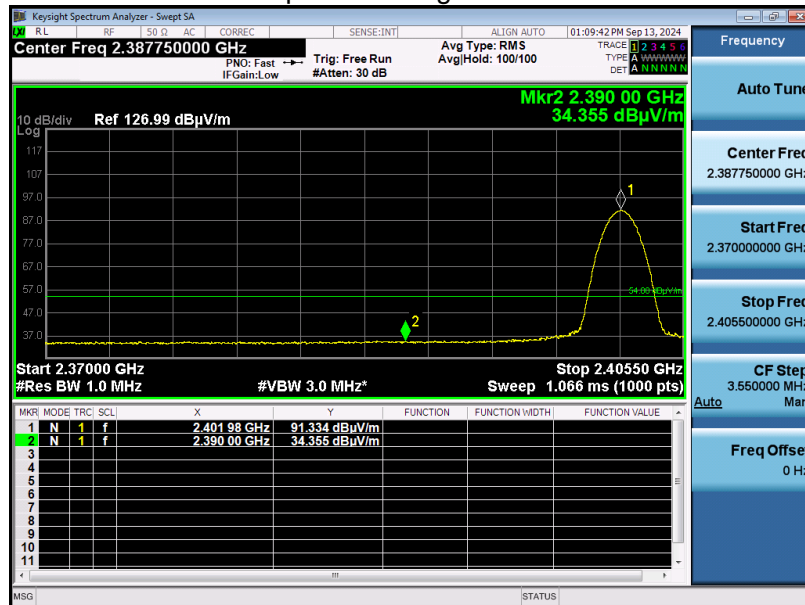 Keysight Spectrum Analyzer - Swept SA
LXI RL RF 50 Ω AC CORREC SENSE:INT ALIGN AUTO 01:09:42 PM Sep 13, 2024
Center Freq 2.387750000 GHz
PNO: Fast
IFGain:Low
Trig: Free Run
#Atten: 30 dB
Avg Type: RMS
Avg|Hold: 100/100
TRACE 1 2 3 4 5 6
TYPE A WWWWW
DET A N N N N N
Mkr2 2.390 00 GHz
34.355 dBµV/m
10 dB/div Ref 126.99 dBµV/m
Log
117
107
97.0
87.0
77.0
67.0
57.0
47.0
37.0
1
2
54.00 dBµV/m
Start 2.37000 GHz Stop 2.40550 GHz
#Res BW 1.0 MHz #VBW 3.0 MHz* Sweep 1.066 ms (1000 pts)
MKR MODE TRC SCL X Y FUNCTION FUNCTION WIDTH FUNCTION VALUE
1 N 1 f 2.401 98 GHz 91.334 dBµV/m
2 N 1 f 2.390 00 GHz 34.355 dBµV/m
3
4
5
6
7
8
9
10
11
MSG STATUS
Frequency
Auto Tune
Center Freq
2.387750000 GHz
Start Freq
2.370000000 GHz
Stop Freq
2.405500000 GHz
CF Step
3.550000 MHz
Auto Man
Freq Offset
0 Hz